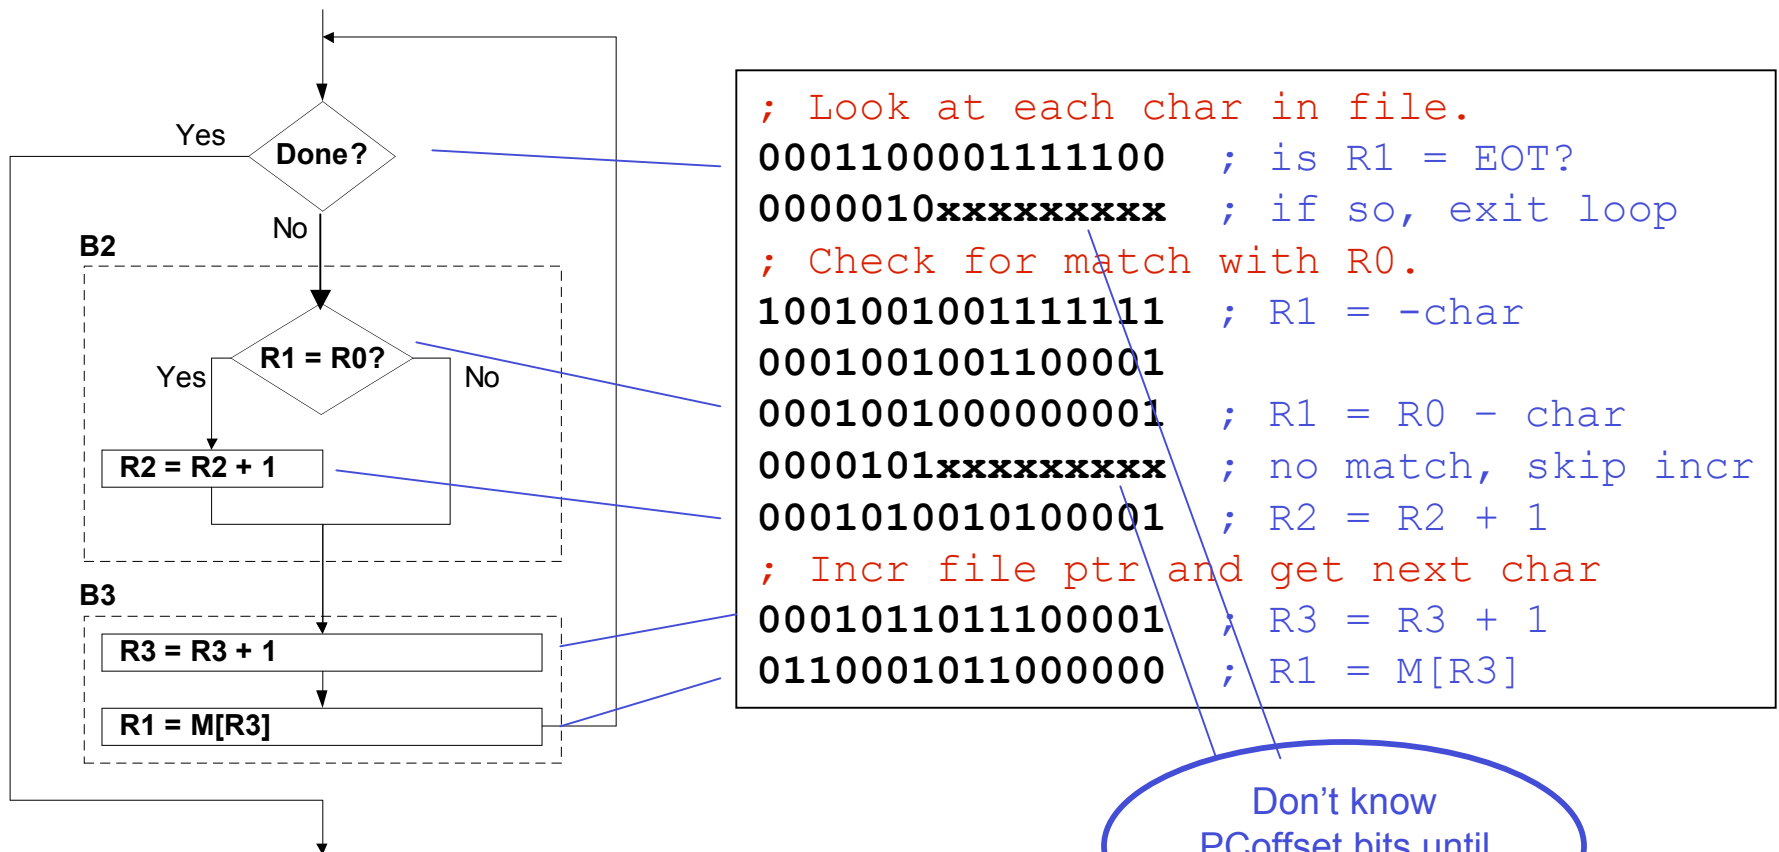 Yes
Done?
No
B2
R1 = R0?
Yes
No
R2 = R2 + 1
B3
R3 = R3 + 1
R1 = M[R3]
; Look at each char in file.
0001100001111100 ; is R1 = EOT?
0000010xxxxxxxxx ; if so, exit loop
; Check for match with R0.
1001001001111111 ; R1 = -char
0001001001100001
0001001000000001 ; R1 = R0 – char
0000101xxxxxxxxx ; no match, skip incr
0001010010100001 ; R2 = R2 + 1
; Incr file ptr and get next char
0001011011100001 ; R3 = R3 + 1
0110001011000000 ; R1 = M[R3]
Don't know
PCoffset bits until